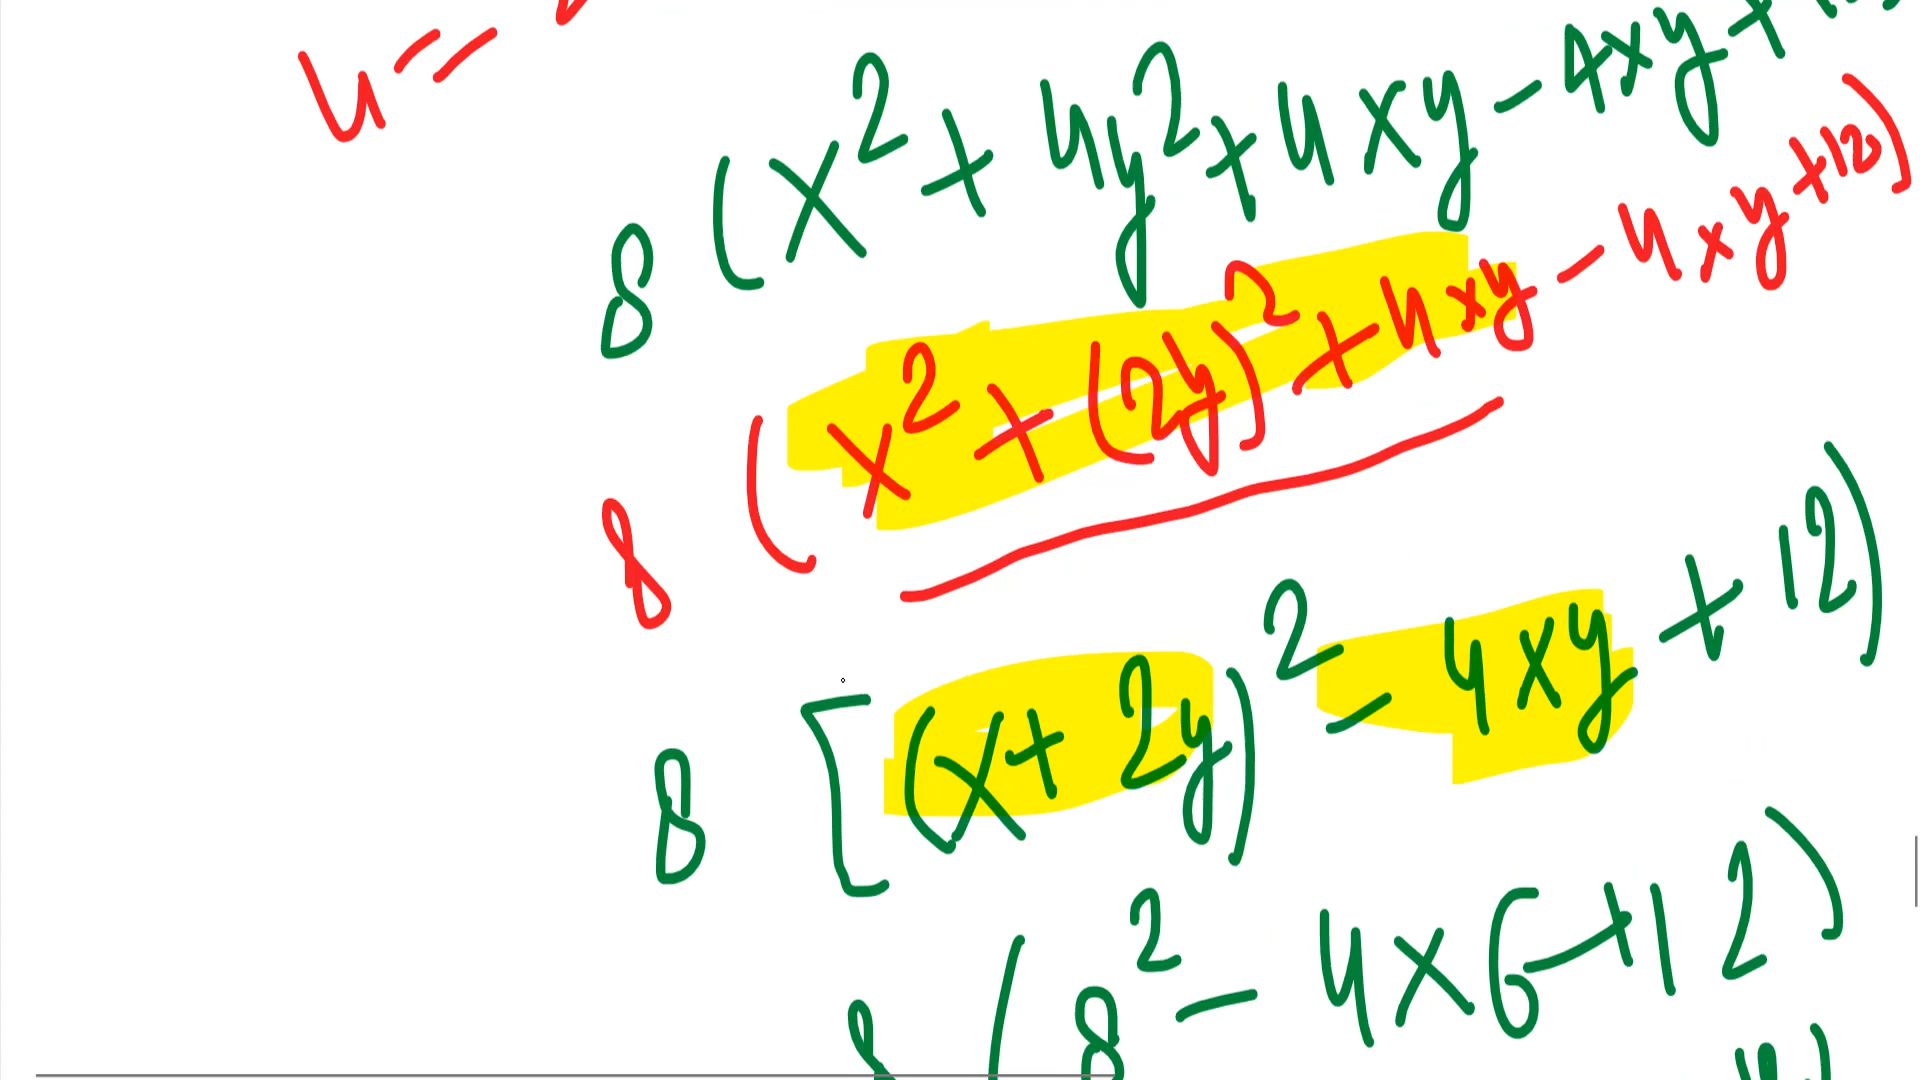 u =
8 (x² + 4y² + 4xy - 4xy +
8 (x² + (2y)² + 4xy - 4xy + 12)
8 [(x + 2y)² - 4xy + 12)
8 (8² - 4 × 6 + 12)